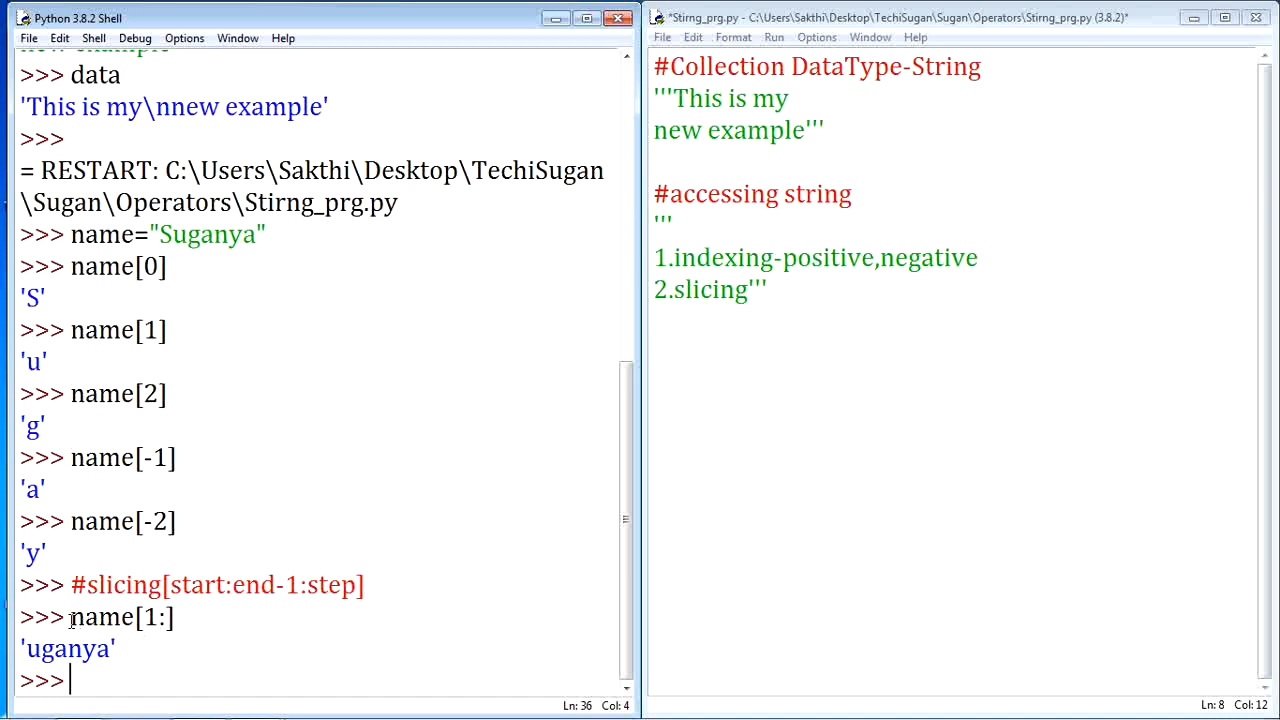 Python 3.8.2 Shell
File Edit Shell Debug Options Window Help
>>> data
'This is my\nnew example'
>>>
= RESTART: C:\Users\Sakthi\Desktop\TechiSugan
\Sugan\Operators\Stirng_prg.py
>>> name="Suganya"
>>> name[0]
'S'
>>> name[1]
'u'
>>> name[2]
'g'
>>> name[-1]
'a'
>>> name[-2]
'y'
>>> #slicing[start:end-1:step]
>>> name[1:]
'uganya'
>>>
Ln: 36 Col: 4
*Stirng_prg.py - C:\Users\Sakthi\Desktop\TechiSugan\Sugan\Operators\Stirng_prg.py (3.8.2)*
File Edit Format Run Options Window Help
#Collection DataType-String
'''This is my
new example'''
#accessing string
'''
1.indexing-positive,negative
2.slicing'''
Ln: 8 Col: 12